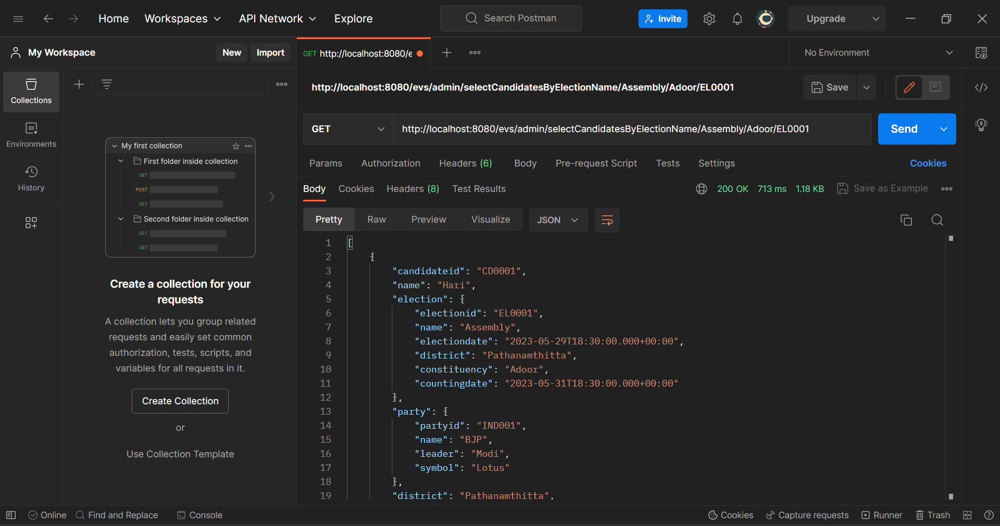 Home Workspaces API Network Explore Search Postman Invite Upgrade
My Workspace New Import
GET http://localhost:8080/e
No Environment
Collections
Environments
History
My first collection
First folder inside collection
GET
POST
GET
Second folder inside collection
GET
GET
Create a collection for your
requests
A collection lets you group related
requests and easily set common
authorization, tests, scripts, and
variables for all requests in it.
Create Collection
or
Use Collection Template
http://localhost:8080/evs/admin/selectCandidatesByElectionName/Assembly/Adoor/EL0001 Save
GET http://localhost:8080/evs/admin/selectCandidatesByElectionName/Assembly/Adoor/EL0001 Send
Params Authorization Headers (6) Body Pre-request Script Tests Settings Cookies
Body Cookies Headers (8) Test Results 200 OK 713 ms 1.18 KB Save as Example
Pretty Raw Preview Visualize JSON
1 [
2 {
3 "candidateid": "CD0001",
4 "name": "Hari",
5 "election": {
6 "electionid": "EL0001",
7 "name": "Assembly",
8 "electiondate": "2023-05-29T18:30:00.000+00:00",
9 "district": "Pathanamthitta",
10 "constituency": "Adoor",
11 "countingdate": "2023-05-31T18:30:00.000+00:00"
12 },
13 "party": {
14 "partyid": "IND001",
15 "name": "BJP",
16 "leader": "Modi",
17 "symbol": "Lotus"
18 },
19 "district": "Pathanamthitta",
Online Find and Replace Console Cookies Capture requests Runner Trash